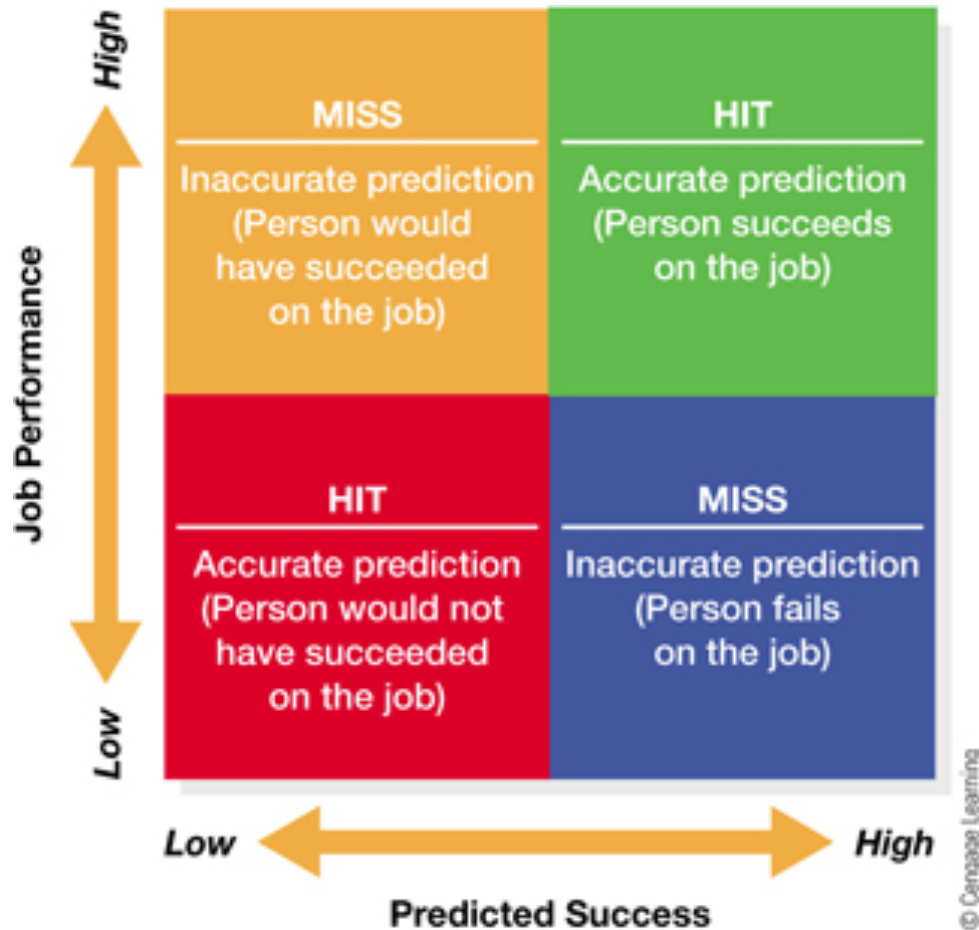 High
MISS
Inaccurate prediction
(Person would
have succeeded
on the job)
HIT
Accurate prediction
(Person succeeds
on the job)
Job Performance
HIT
Accurate prediction
(Person would not
have succeeded
on the job)
MISS
Inaccurate prediction
(Person fails
on the job)
Low
Low
High
Predicted Success
© Cengage Learning